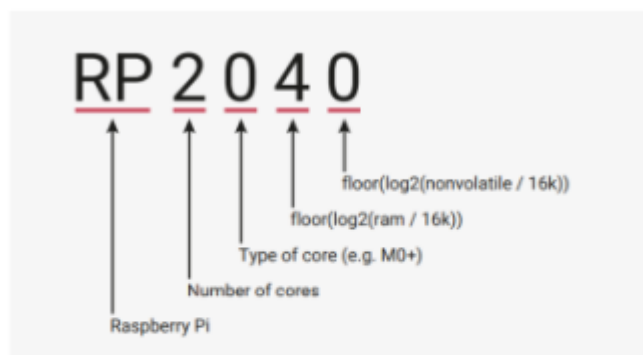 RP2040
floor(log2(nonvolatile / 16k))
floor(log2(ram / 16k))
Type of core (e.g. M0+)
Number of cores
Raspberry Pi